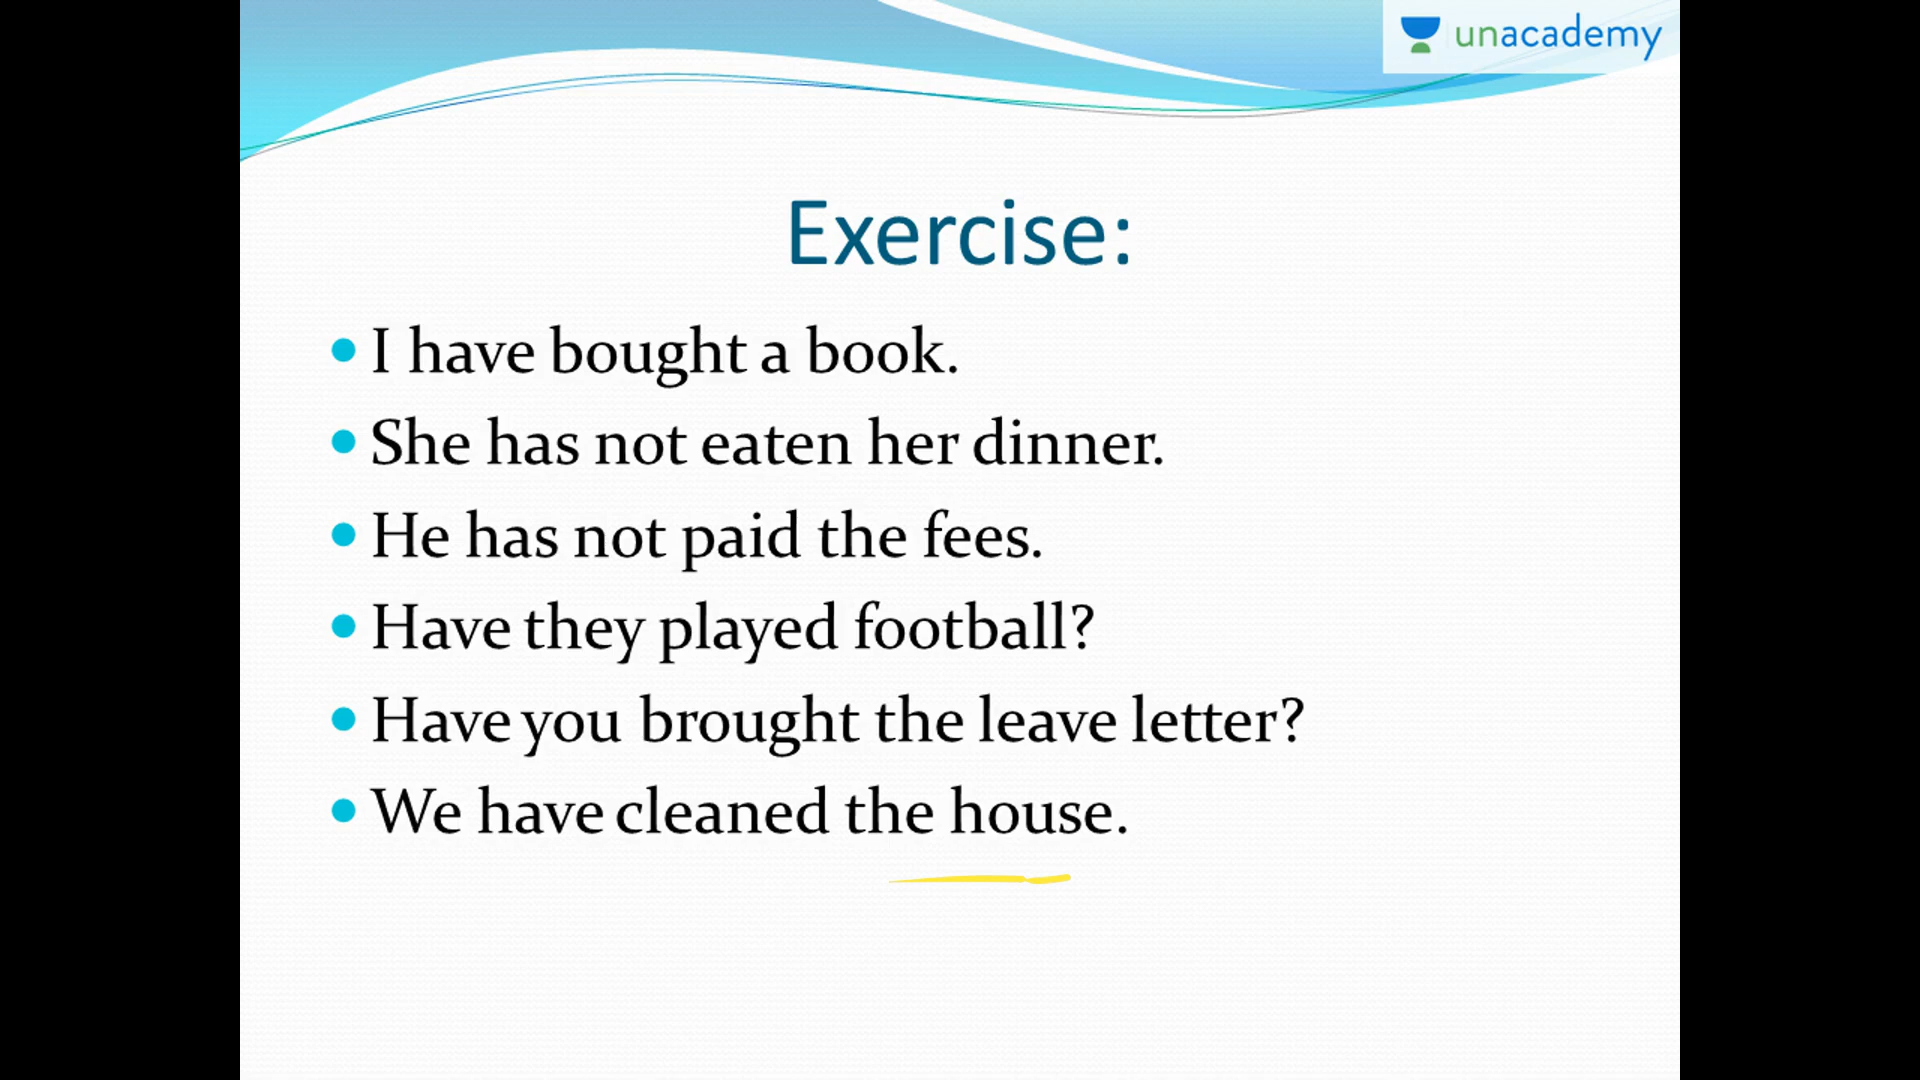 unacademy
Exercise:
I have bought a book.
She has not eaten her dinner.
He has not paid the fees.
Have they played football?
Have you brought the leave letter?
We have cleaned the house.